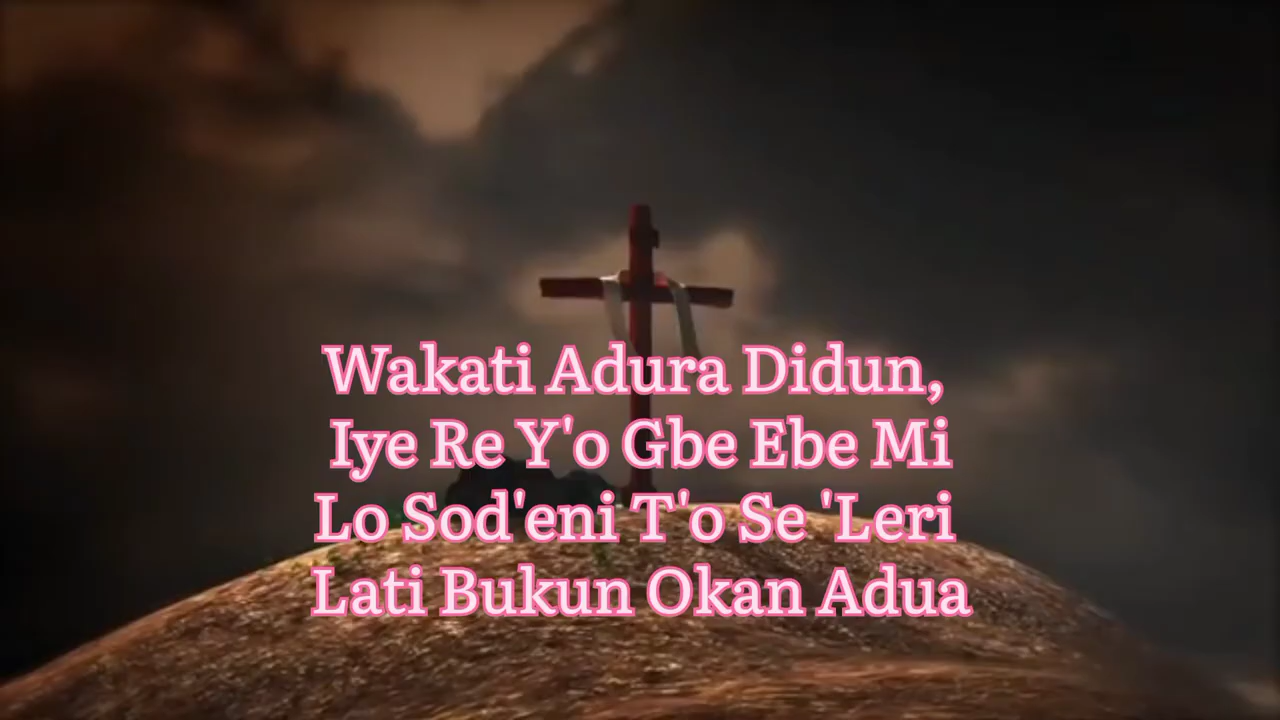 Wakati Adura Didun,
Iye Re Y'o Gbe Ebe Mi
Lo Sod'eni T'o Se 'Leri
Lati Bukun Okan Adua